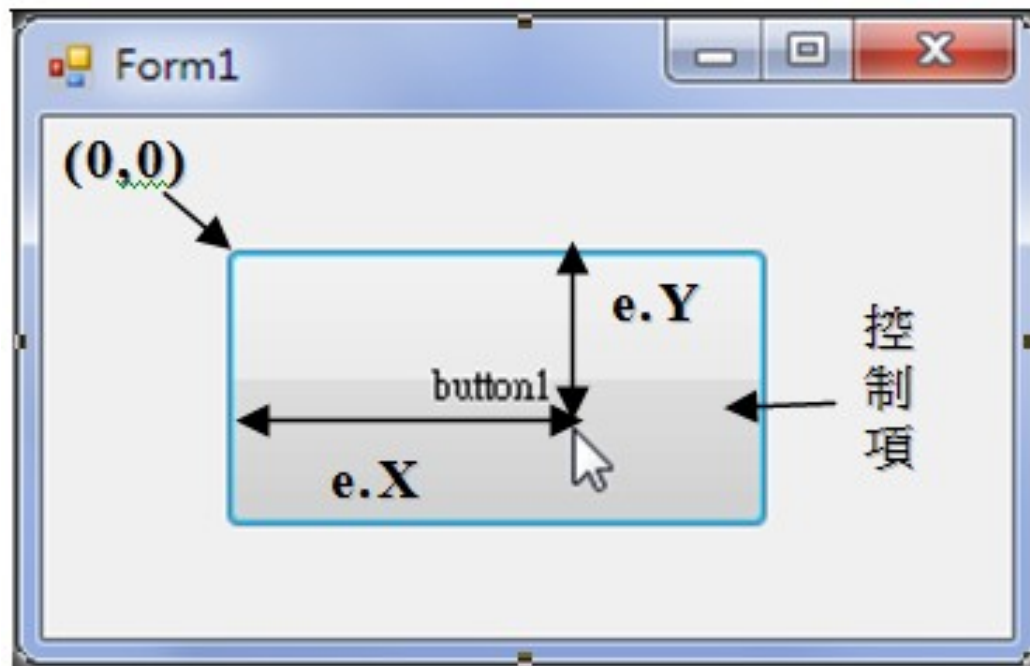 Form1
(0,0)
e.Y
button1
e.X
控制項